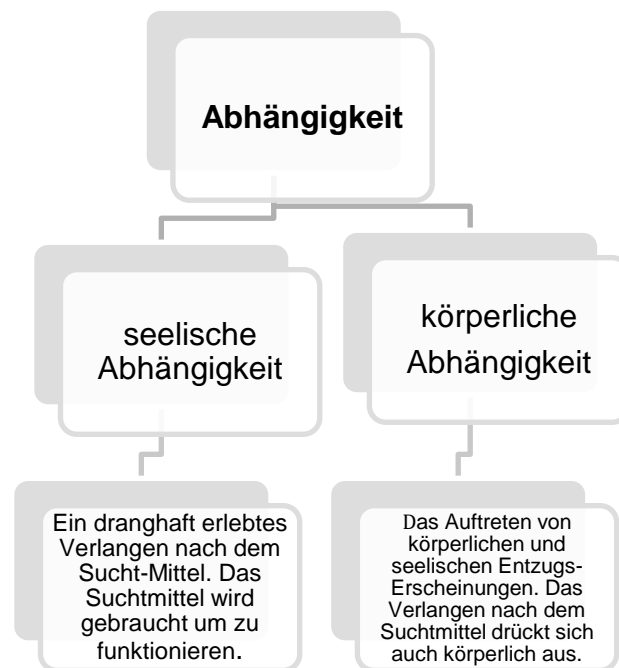 Abhängigkeit
seelische
Abhängigkeit
körperliche
Abhängigkeit
Ein dranghaft erlebtes
Verlangen nach dem
Sucht-Mittel. Das
Suchtmittel wird
gebraucht um zu
funktionieren.
Das Auftreten von
körperlichen und
seelischen Entzugs-
Erscheinungen. Das
Verlangen nach dem
Suchtmittel drückt sich
auch körperlich aus.